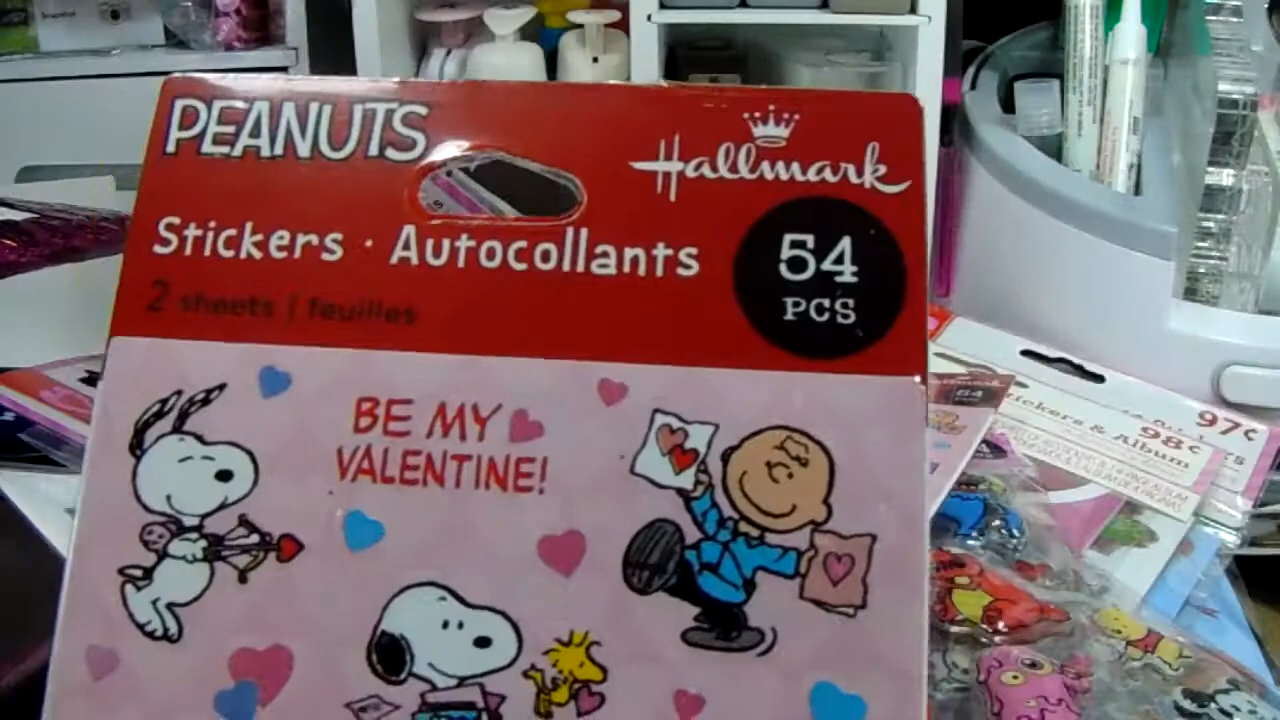 PEANUTS
Hallmark
Stickers · Autocollants
54
PCS
2 sheets | feuilles
BE MY
VALENTINE!
97¢
98¢
Stickers & Album